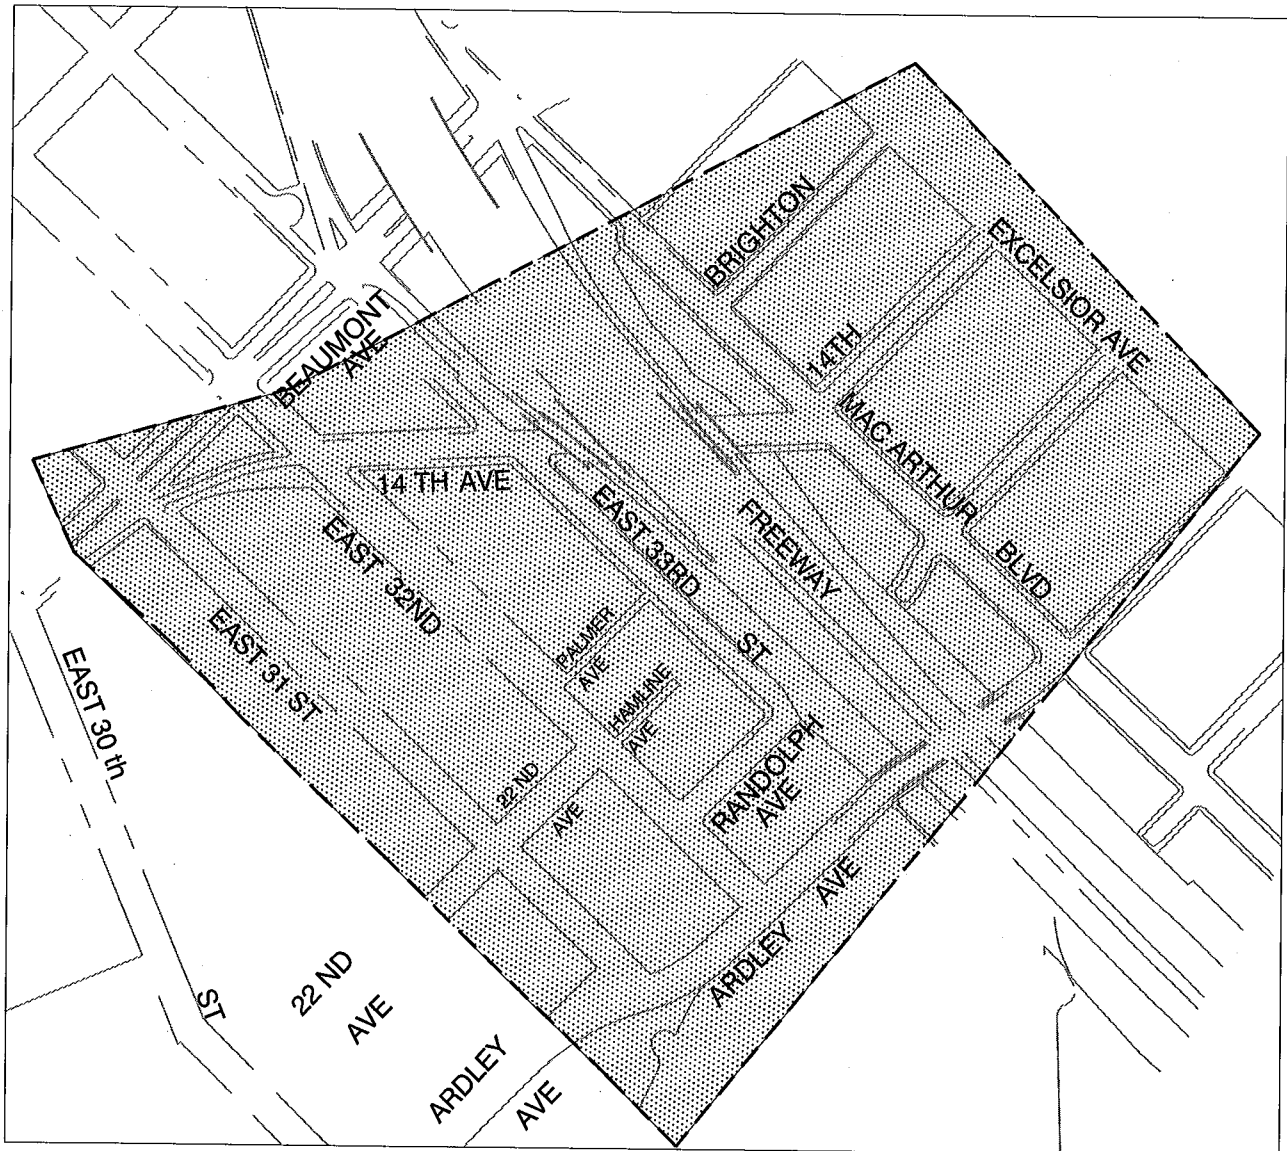 BRIGHTON
EXCELSIOR AVE
BEAUMONT
AVE
14TH
MAC ARTHUR
BLVD
14 TH AVE
EAST 33RD
ST
FREEWAY
EAST 32ND
PALMER
AVE
HAMLINE
AVE
EAST 31 ST
EAST 30 th
ST
22 ND
AVE
RANDOLPH
AVE
ARDLEY
AVE
22 ND
AVE
ARDLEY
AVE